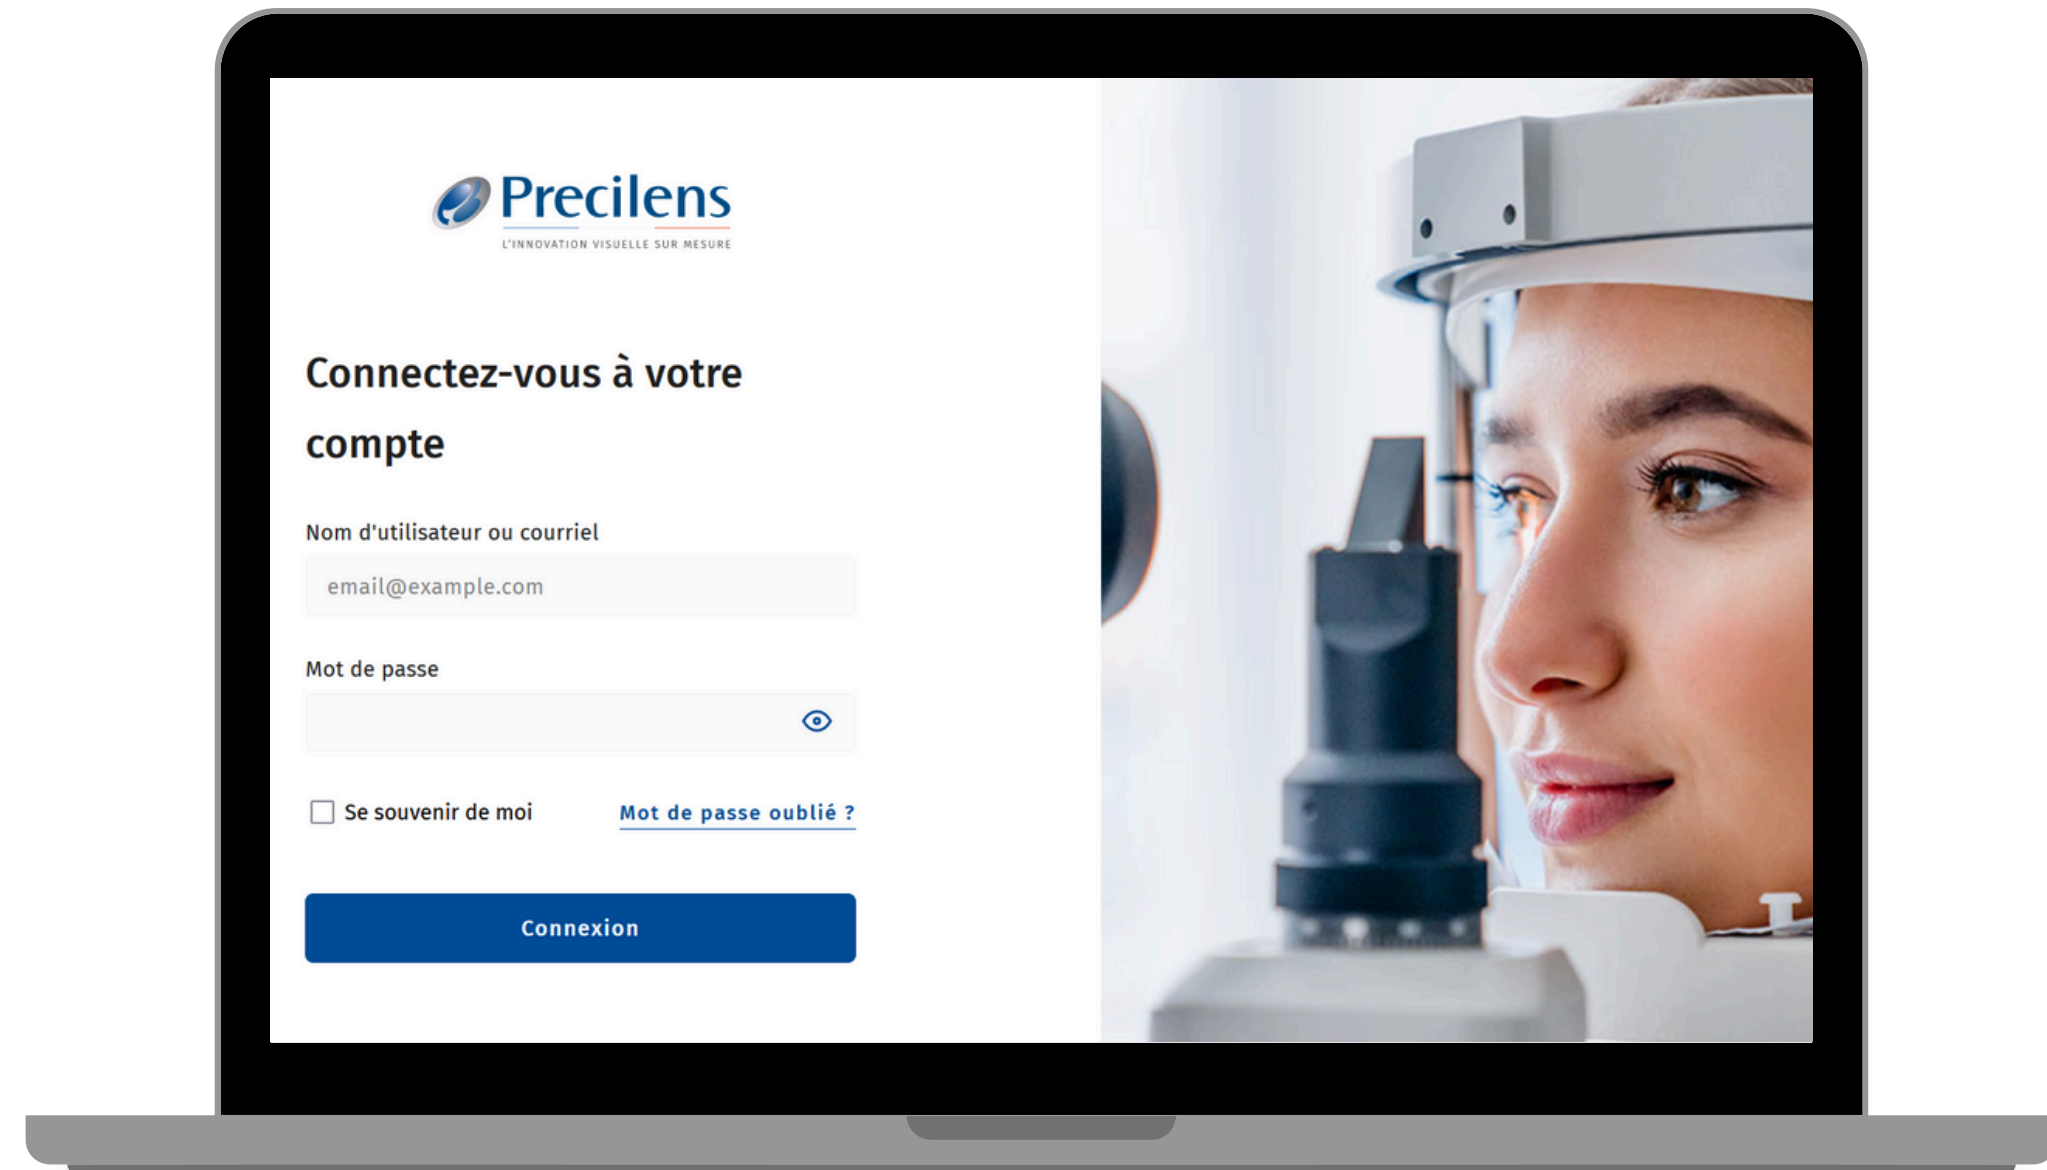 Precilens
L'INNOVATION VISUELLE SUR MESURE
Connectez-vous à votre
compte
Nom d'utilisateur ou courriel
email@example.com
Mot de passe
Se souvenir de moi
Mot de passe oublié ?
Connexion